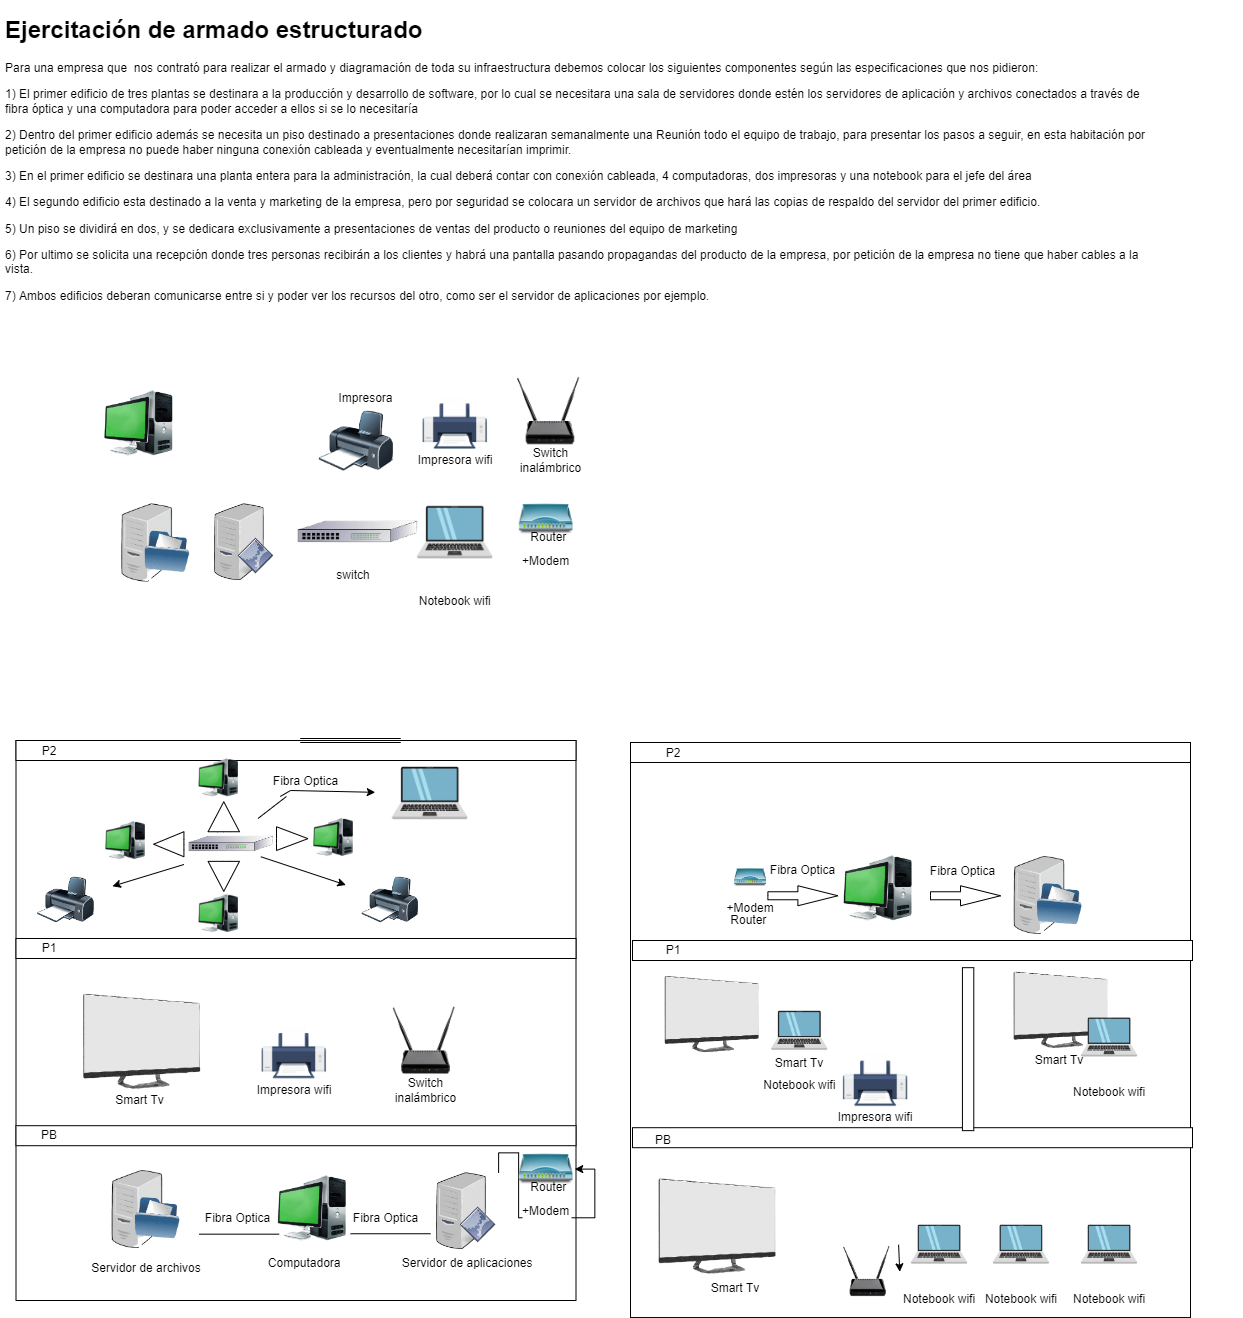 Ejercitación de armado estructurado
Para una empresa que  nos contrató para realizar el armado y diagramación de toda su infraestructura debemos colocar los siguientes componentes según las especificaciones que nos pidieron:
1) El primer edificio de tres plantas se destinara a la producción y desarrollo de software, por lo cual se necesitara una sala de servidores donde estén los servidores de aplicación y archivos conectados a través de
fibra óptica y una computadora para poder acceder a ellos si se lo necesitaría
2) Dentro del primer edificio además se necesita un piso destinado a presentaciones donde realizaran semanalmente una Reunión todo el equipo de trabajo, para presentar los pasos a seguir, en esta habitación por
petición de la empresa no puede haber ninguna conexión cableada y eventualmente necesitarían imprimir.
3) En el primer edificio se destinara una planta entera para la administración, la cual deberá contar con conexión cableada, 4 computadoras, dos impresoras y una notebook para el jefe del área
4) El segundo edificio esta destinado a la venta y marketing de la empresa, pero por seguridad se colocara un servidor de archivos que hará las copias de respaldo del servidor del primer edificio.
5) Un piso se dividirá en dos, y se dedicara exclusivamente a presentaciones de ventas del producto o reuniones del equipo de marketing
6) Por ultimo se solicita una recepción donde tres personas recibirán a los clientes y habrá una pantalla pasando propagandas del producto de la empresa, por petición de la empresa no tiene que haber cables a la
vista.
7) Ambos edificios deberan comunicarse entre si y poder ver los recursos del otro, como ser el servidor de aplicaciones por ejemplo.
Impresora
Impresora wifi
Switch
inalámbrico
switch
Notebook wifi
Router
+Modem
P2
Fibra Optica
P1
Smart Tv
Impresora wifi
Switch
inalámbrico
PB
Router
+Modem
Fibra Optica
Fibra Optica
Servidor de archivos
Computadora
Servidor de aplicaciones
P2
Fibra Optica
Fibra Optica
+Modem
Router
P1
Smart Tv
Notebook wifi
Impresora wifi
Smart Tv
Notebook wifi
PB
Smart Tv
Notebook wifi
Notebook wifi
Notebook wifi